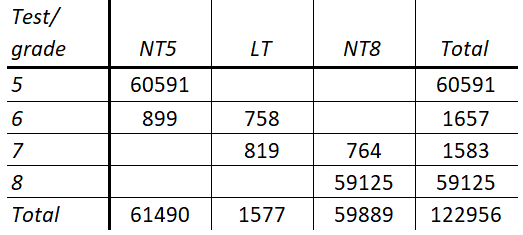 Test/
grade NT5 LT NT8 Total
5 60591 60591
6 899 758 1657
7 819 764 1583
8 59125 59125
Total 61490 1577 59889 122956